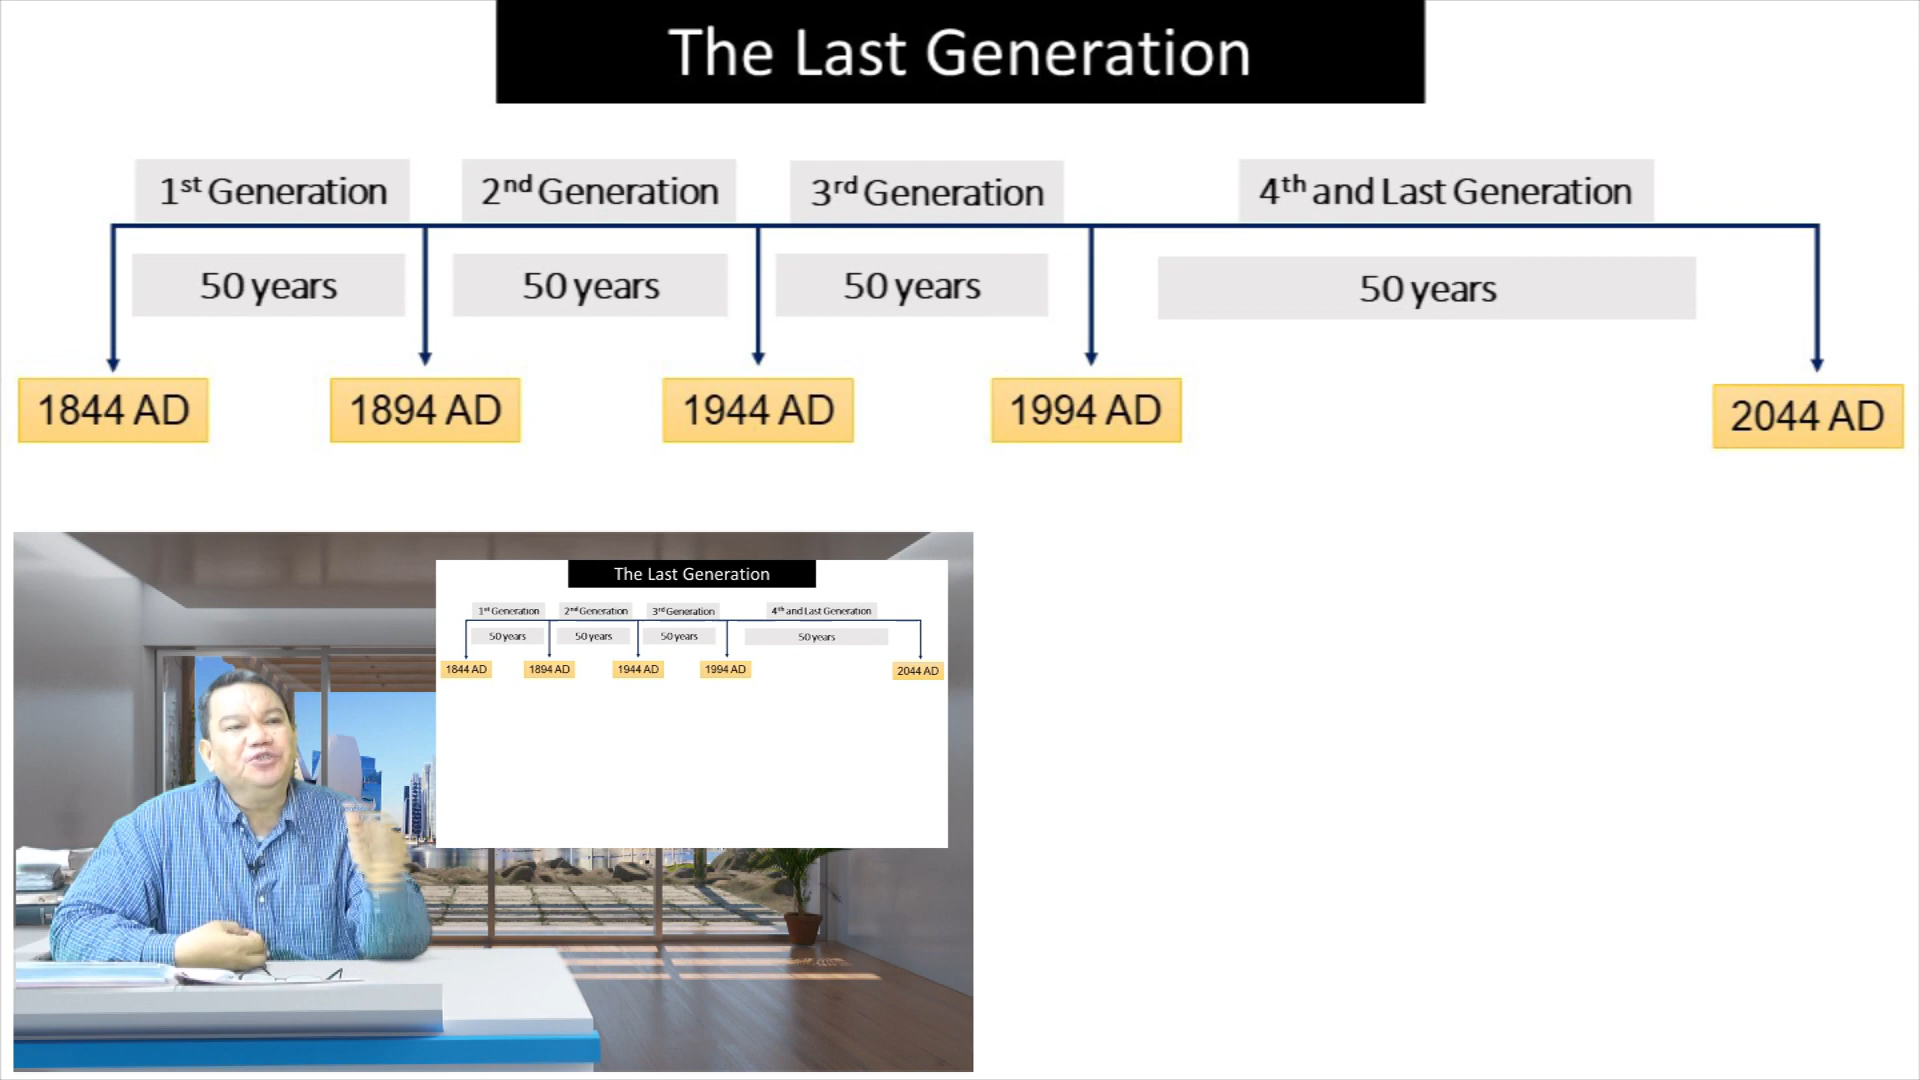 The Last Generation
1st Generation
2nd Generation
3rd Generation
4th and Last Generation
50 years
50 years
50 years
50 years
1844 AD
1894 AD
1944 AD
1994 AD
2044 AD
The Last Generation
1st Generation
2nd Generation
3rd Generation
4th and Last Generation
50 years
50 years
50 years
50 years
1844 AD
1894 AD
1944 AD
1994 AD
2044 AD